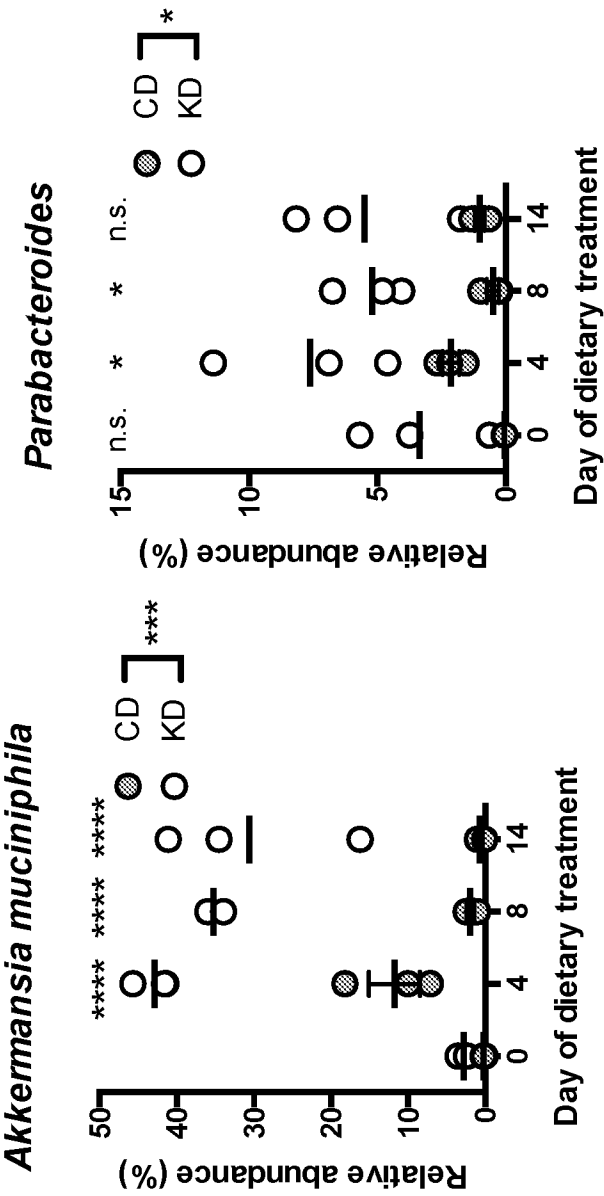 Akkermansia muciniphila
**** **** ****
50
40
30
20
10
0
Relative abundance (%)
0 4 8 14
Day of dietary treatment
CD
KD
***
Parabacteroides
n.s. * * n.s.
15
10
5
0
Relative abundance (%)
0 4 8 14
Day of dietary treatment
CD
KD
*